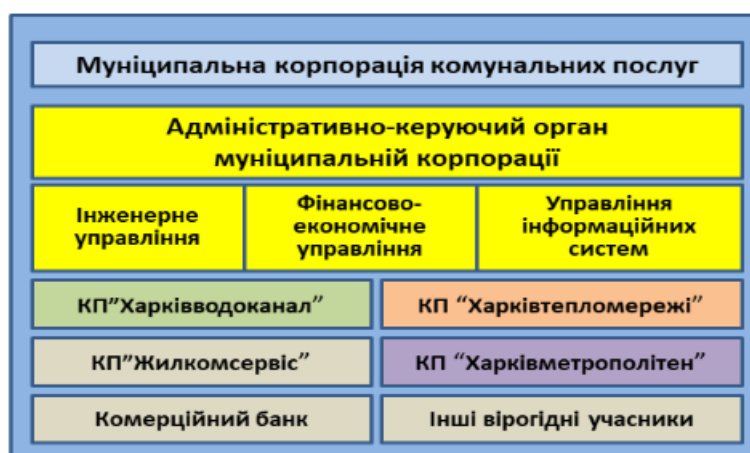 Муніципальна корпорація комунальних послуг
Адміністративно-керуючий орган
муніципальній корпорації
Інженерне
управління
Фінансово-
економічне
управління
Управління
інформаційних
систем
КП”Харківводоканал”
КП “Харківтепломережі”
КП”Жилкомсервіс”
КП “Харківметрополітен”
Комерційний банк
Інші вірогідні учасники